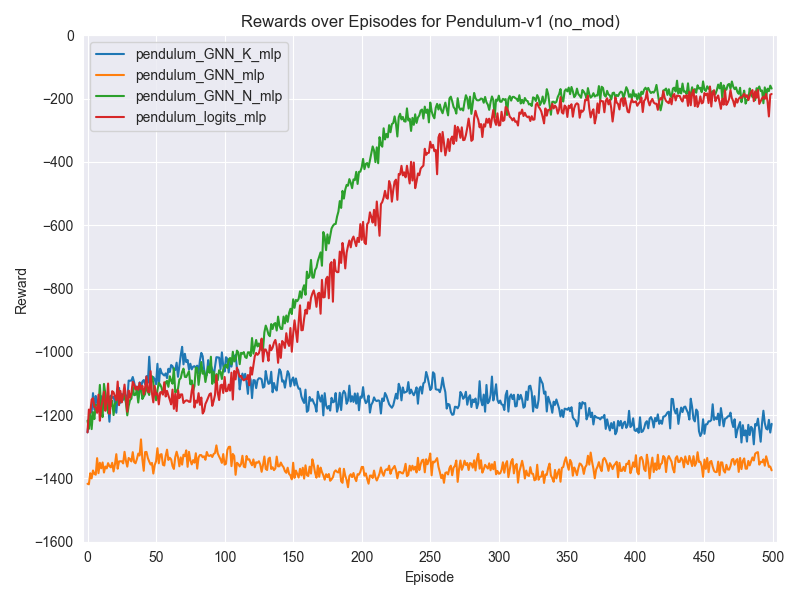 Rewards over Episodes for Pendulum-v1 (no_mod)
pendulum_GNN_K_mlp
pendulum_GNN_mlp
pendulum_GNN_N_mlp
pendulum_logits_mlp
Reward
0
−200
−400
−600
−800
−1000
−1200
−1400
−1600
0 50 100 150 200 250 300 350 400 450 500
Episode